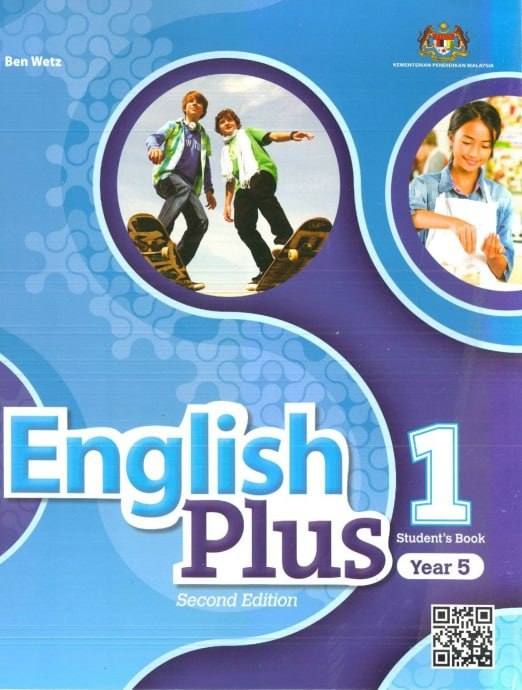 Ben Wetz
KEMENTERIAN PENDIDIKAN MALAYSIA
English
Plus
Second Edition
1
Student's Book
Year 5